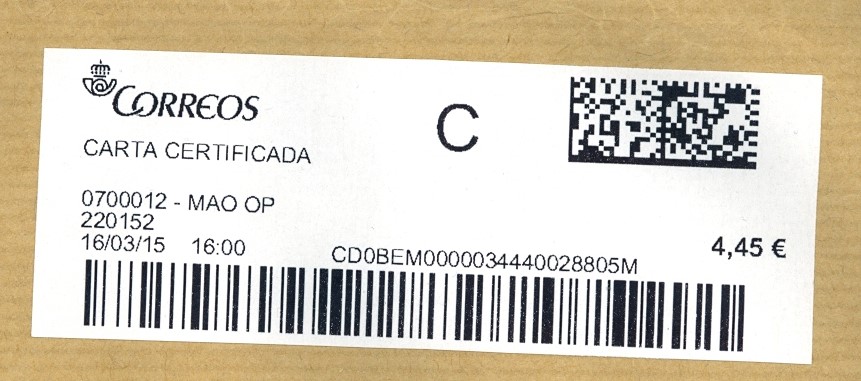 CORREOS
C
CARTA CERTIFICADA
0700012 - MAO OP
220152
16/03/15 16:00
CD0BEM0000034440028805M
4,45 €